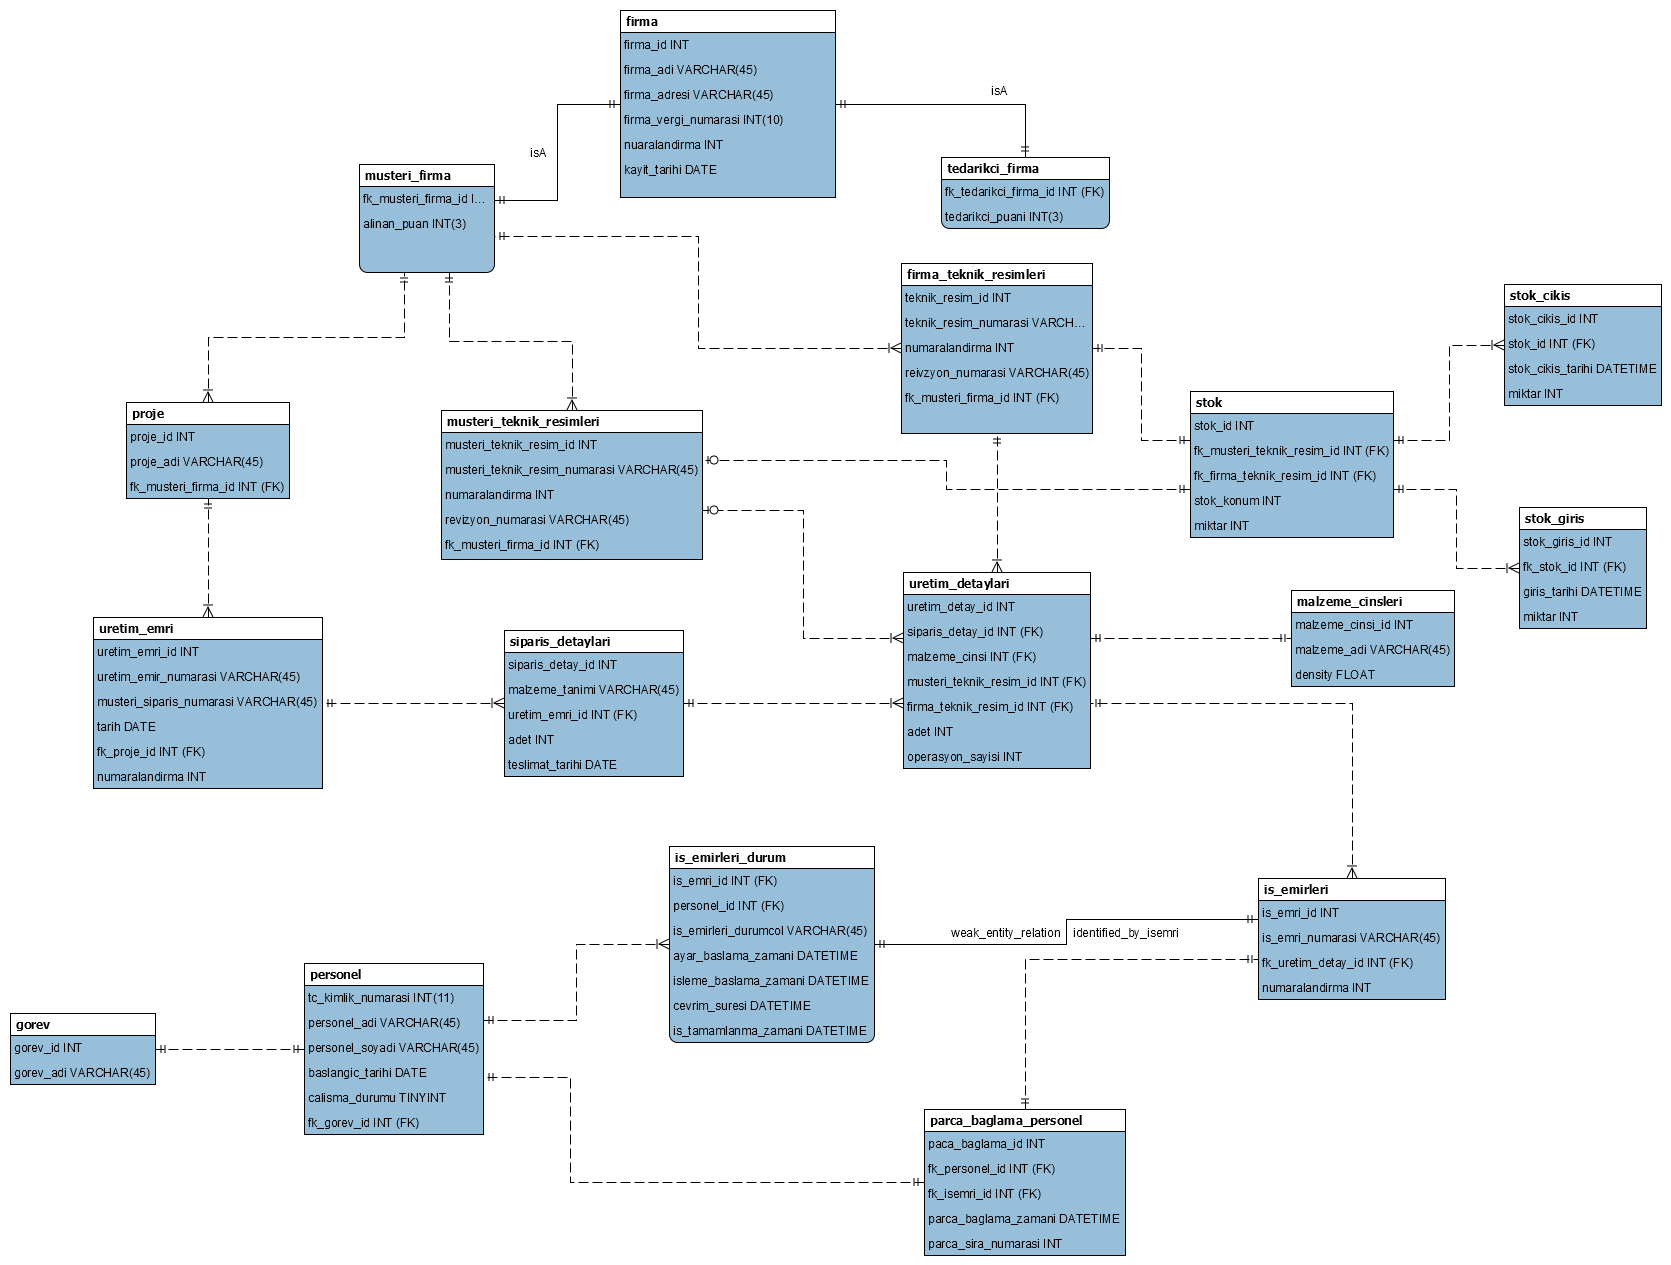 firma
firma_id INT
firma_adi VARCHAR(45)
firma_adresi VARCHAR(45)
firma_vergi_numarasi INT(10)
nuaralandirma INT
kayit_tarihi DATE
isA
isA
musteri_firma
fk_musteri_firma_id I...
alinan_puan INT(3)
tedarikci_firma
fk_tedarikci_firma_id INT (FK)
tedarikci_puani INT(3)
firma_teknik_resimleri
teknik_resim_id INT
teknik_resim_numarasi VARCH...
numaralandirma INT
reivzyon_numarasi VARCHAR(45)
fk_musteri_firma_id INT (FK)
stok_cikis
stok_cikis_id INT
stok_id INT (FK)
stok_cikis_tarihi DATETIME
miktar INT
stok
stok_id INT
fk_musteri_teknik_resim_id INT (FK)
fk_firma_teknik_resim_id INT (FK)
stok_konum INT
miktar INT
proje
proje_id INT
proje_adi VARCHAR(45)
fk_musteri_firma_id INT (FK)
musteri_teknik_resimleri
musteri_teknik_resim_id INT
musteri_teknik_resim_numarasi VARCHAR(45)
numaralandirma INT
revizyon_numarasi VARCHAR(45)
fk_musteri_firma_id INT (FK)
stok_giris
stok_giris_id INT
fk_stok_id INT (FK)
giris_tarihi DATETIME
miktar INT
uretim_detaylari
uretim_detay_id INT
siparis_detay_id INT (FK)
malzeme_cinsi INT (FK)
musteri_teknik_resim_id INT (FK)
firma_teknik_resim_id INT (FK)
adet INT
operasyon_sayisi INT
malzeme_cinsleri
malzeme_cinsi_id INT
malzeme_adi VARCHAR(45)
density FLOAT
uretim_emri
uretim_emri_id INT
uretim_emir_numarasi VARCHAR(45)
musteri_siparis_numarasi VARCHAR(45)
tarih DATE
fk_proje_id INT (FK)
numaralandirma INT
siparis_detaylari
siparis_detay_id INT
malzeme_tanimi VARCHAR(45)
uretim_emri_id INT (FK)
adet INT
teslimat_tarihi DATE
is_emirleri_durum
is_emri_id INT (FK)
personel_id INT (FK)
is_emirleri_durumcol VARCHAR(45)
ayar_baslama_zamani DATETIME
isleme_baslama_zamani DATETIME
cevrim_suresi DATETIME
is_tamamlanma_zamani DATETIME
weak_entity_relation
identified_by_isemri
is_emirleri
is_emri_id INT
is_emri_numarasi VARCHAR(45)
fk_uretim_detay_id INT (FK)
numaralandirma INT
personel
tc_kimlik_numarasi INT(11)
personel_adi VARCHAR(45)
personel_soyadi VARCHAR(45)
baslangic_tarihi DATE
calisma_durumu TINYINT
fk_gorev_id INT (FK)
gorev
gorev_id INT
gorev_adi VARCHAR(45)
parca_baglama_personel
paca_baglama_id INT
fk_personel_id INT (FK)
fk_isemri_id INT (FK)
parca_baglama_zamani DATETIME
parca_sira_numarasi INT